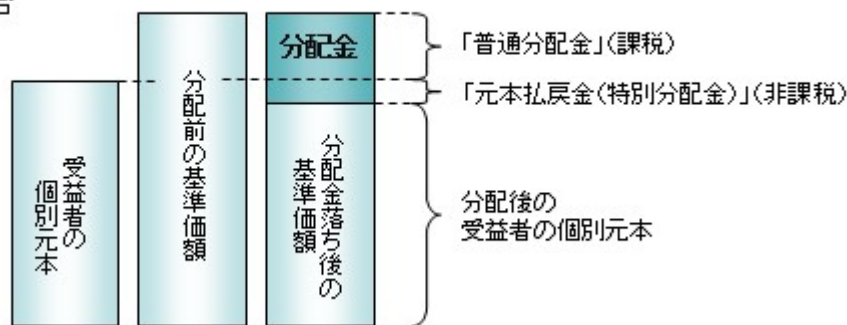 受益者の
個別元本
分配前の基準価額
分配金
分配金落ち後の
基準価額
「普通分配金」(課税)
「元本払戻金(特別分配金)」(非課税)
分配後の
受益者の個別元本